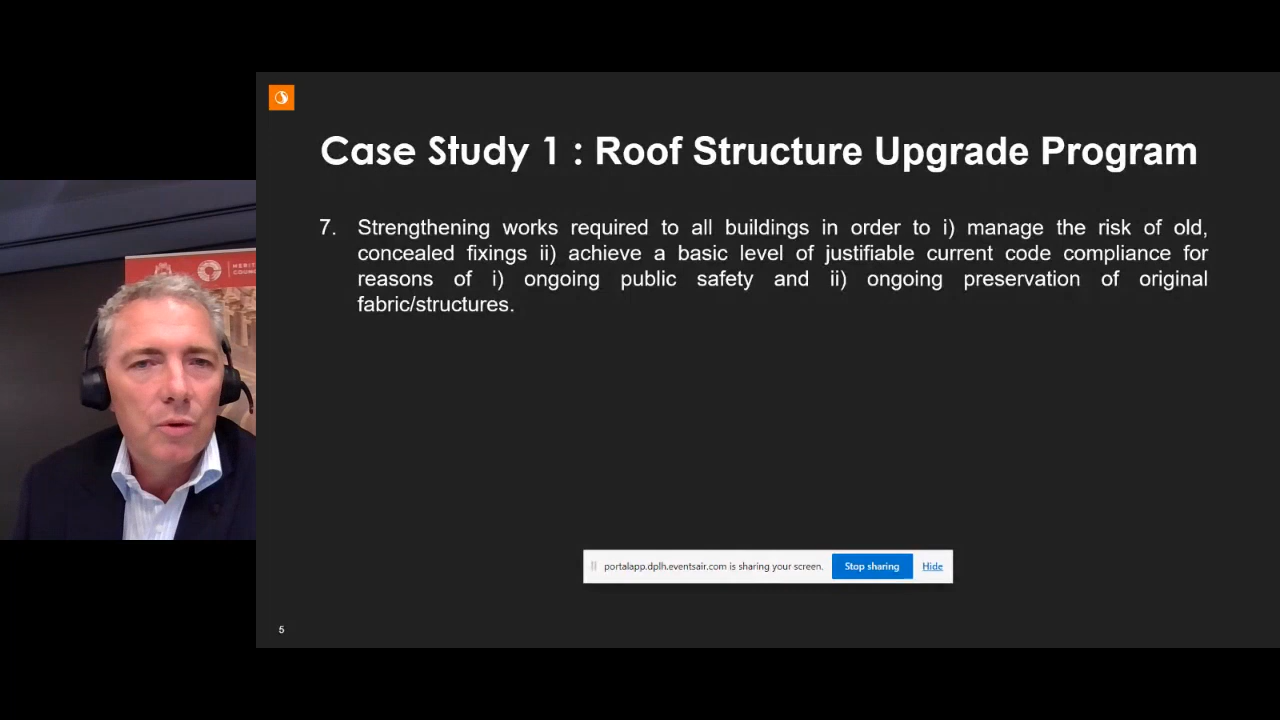 Case Study 1 : Roof Structure Upgrade Program
7. Strengthening works required to all buildings in order to i) manage the risk of old,
concealed fixings ii) achieve a basic level of justifiable current code compliance for
reasons of i) ongoing public safety and ii) ongoing preservation of original
fabric/structures.
portalapp.dplh.eventsair.com is sharing your screen. Stop sharing Hide
5